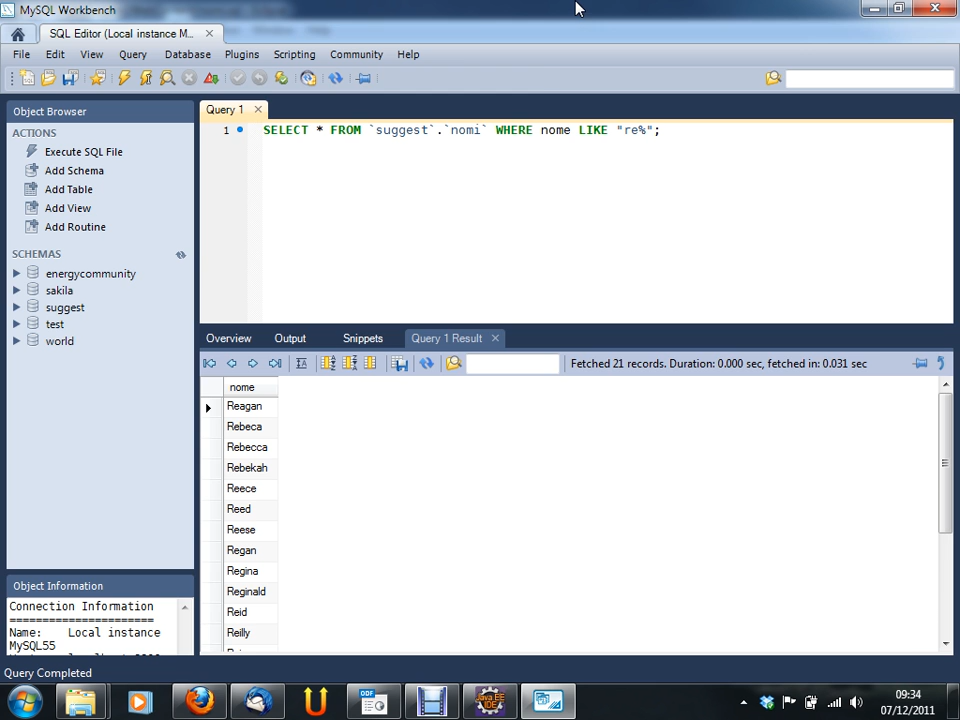 MySQL Workbench
SQL Editor (Local instance M...
File Edit View Query Database Plugins Scripting Community Help
Object Browser
Query 1
ACTIONS
1 SELECT * FROM `suggest`.`nomi` WHERE nome LIKE "re%";
Execute SQL File
Add Schema
Add Table
Add View
Add Routine
SCHEMAS
energycommunity
sakila
suggest
test
world
Overview Output Snippets Query 1 Result
Fetched 21 records. Duration: 0.000 sec, fetched in: 0.031 sec
nome
Reagan
Rebeca
Rebecca
Rebekah
Reece
Reed
Reese
Regan
Regina
Reginald
Reid
Reilly
Object Information
Connection Information
======================
Name: Local instance
MySQL55
Query Completed
ODF
Java EE
IDE
09:34
07/12/2011